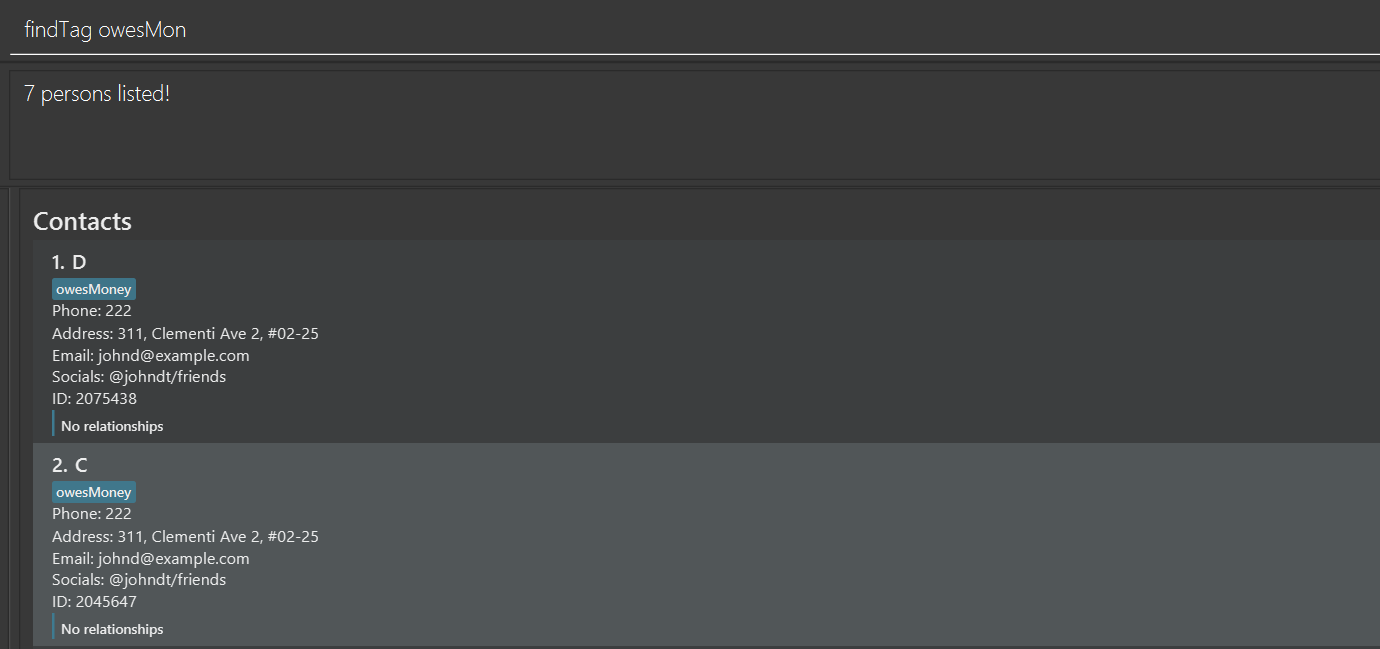 findTag owesMon
7 persons listed!
Contacts
1. D
owesMoney
Phone: 222
Address: 311, Clementi Ave 2, #02-25
Email: johnd@example.com
Socials: @johndt/friends
ID: 2075438
No relationships
2. C
owesMoney
Phone: 222
Address: 311, Clementi Ave 2, #02-25
Email: johnd@example.com
Socials: @johndt/friends
ID: 2045647
No relationships